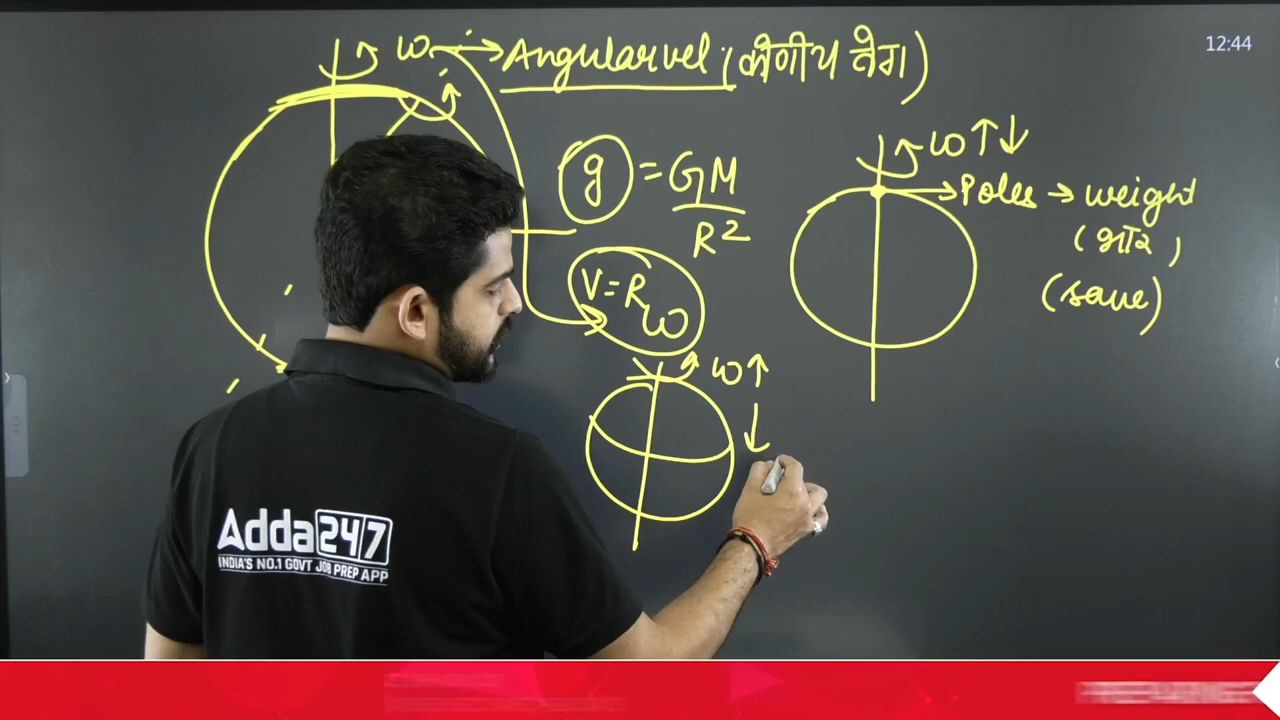 12:44
ω → Angular vel (कोणीय वेग)
g = GM
R²
V = Rω
ω↑↓
Poles → weight
(भार)
(same)
ω↑
↓
Adda247
INDIA'S NO.1 GOVT JOB PREP APP